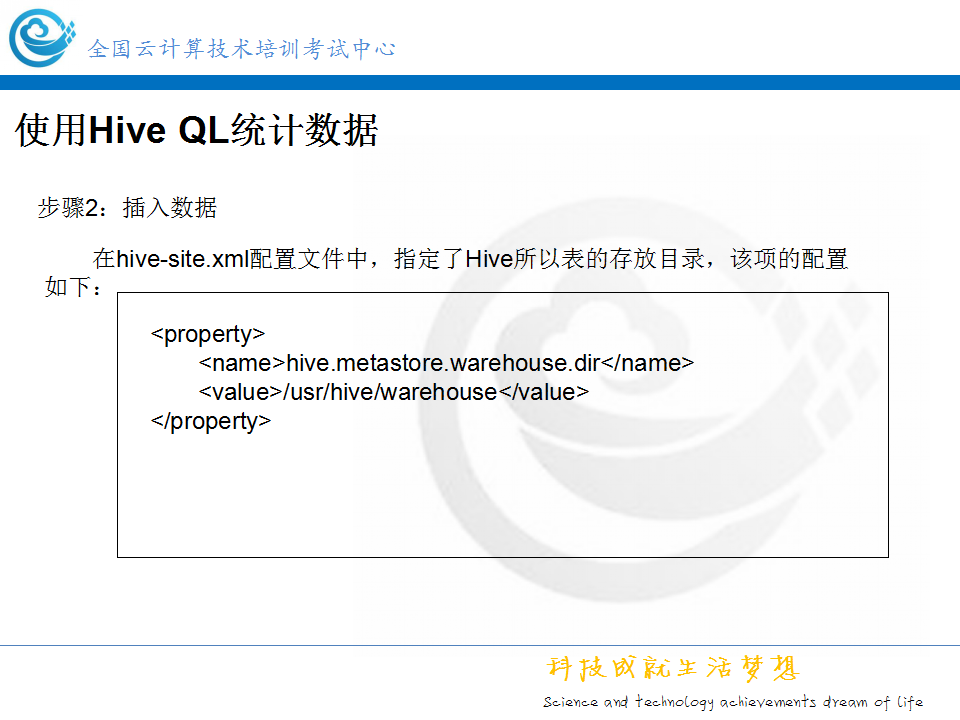 全国云计算技术培训考试中心
使用Hive QL统计数据
步骤2：插入数据
在hive-site.xml配置文件中，指定了Hive所以表的存放目录，该项的配置
如下：
<property>
<name>hive.metastore.warehouse.dir</name>
<value>/usr/hive/warehouse</value>
</property>
科技成就生活梦想
Science and technology achievements dream of life